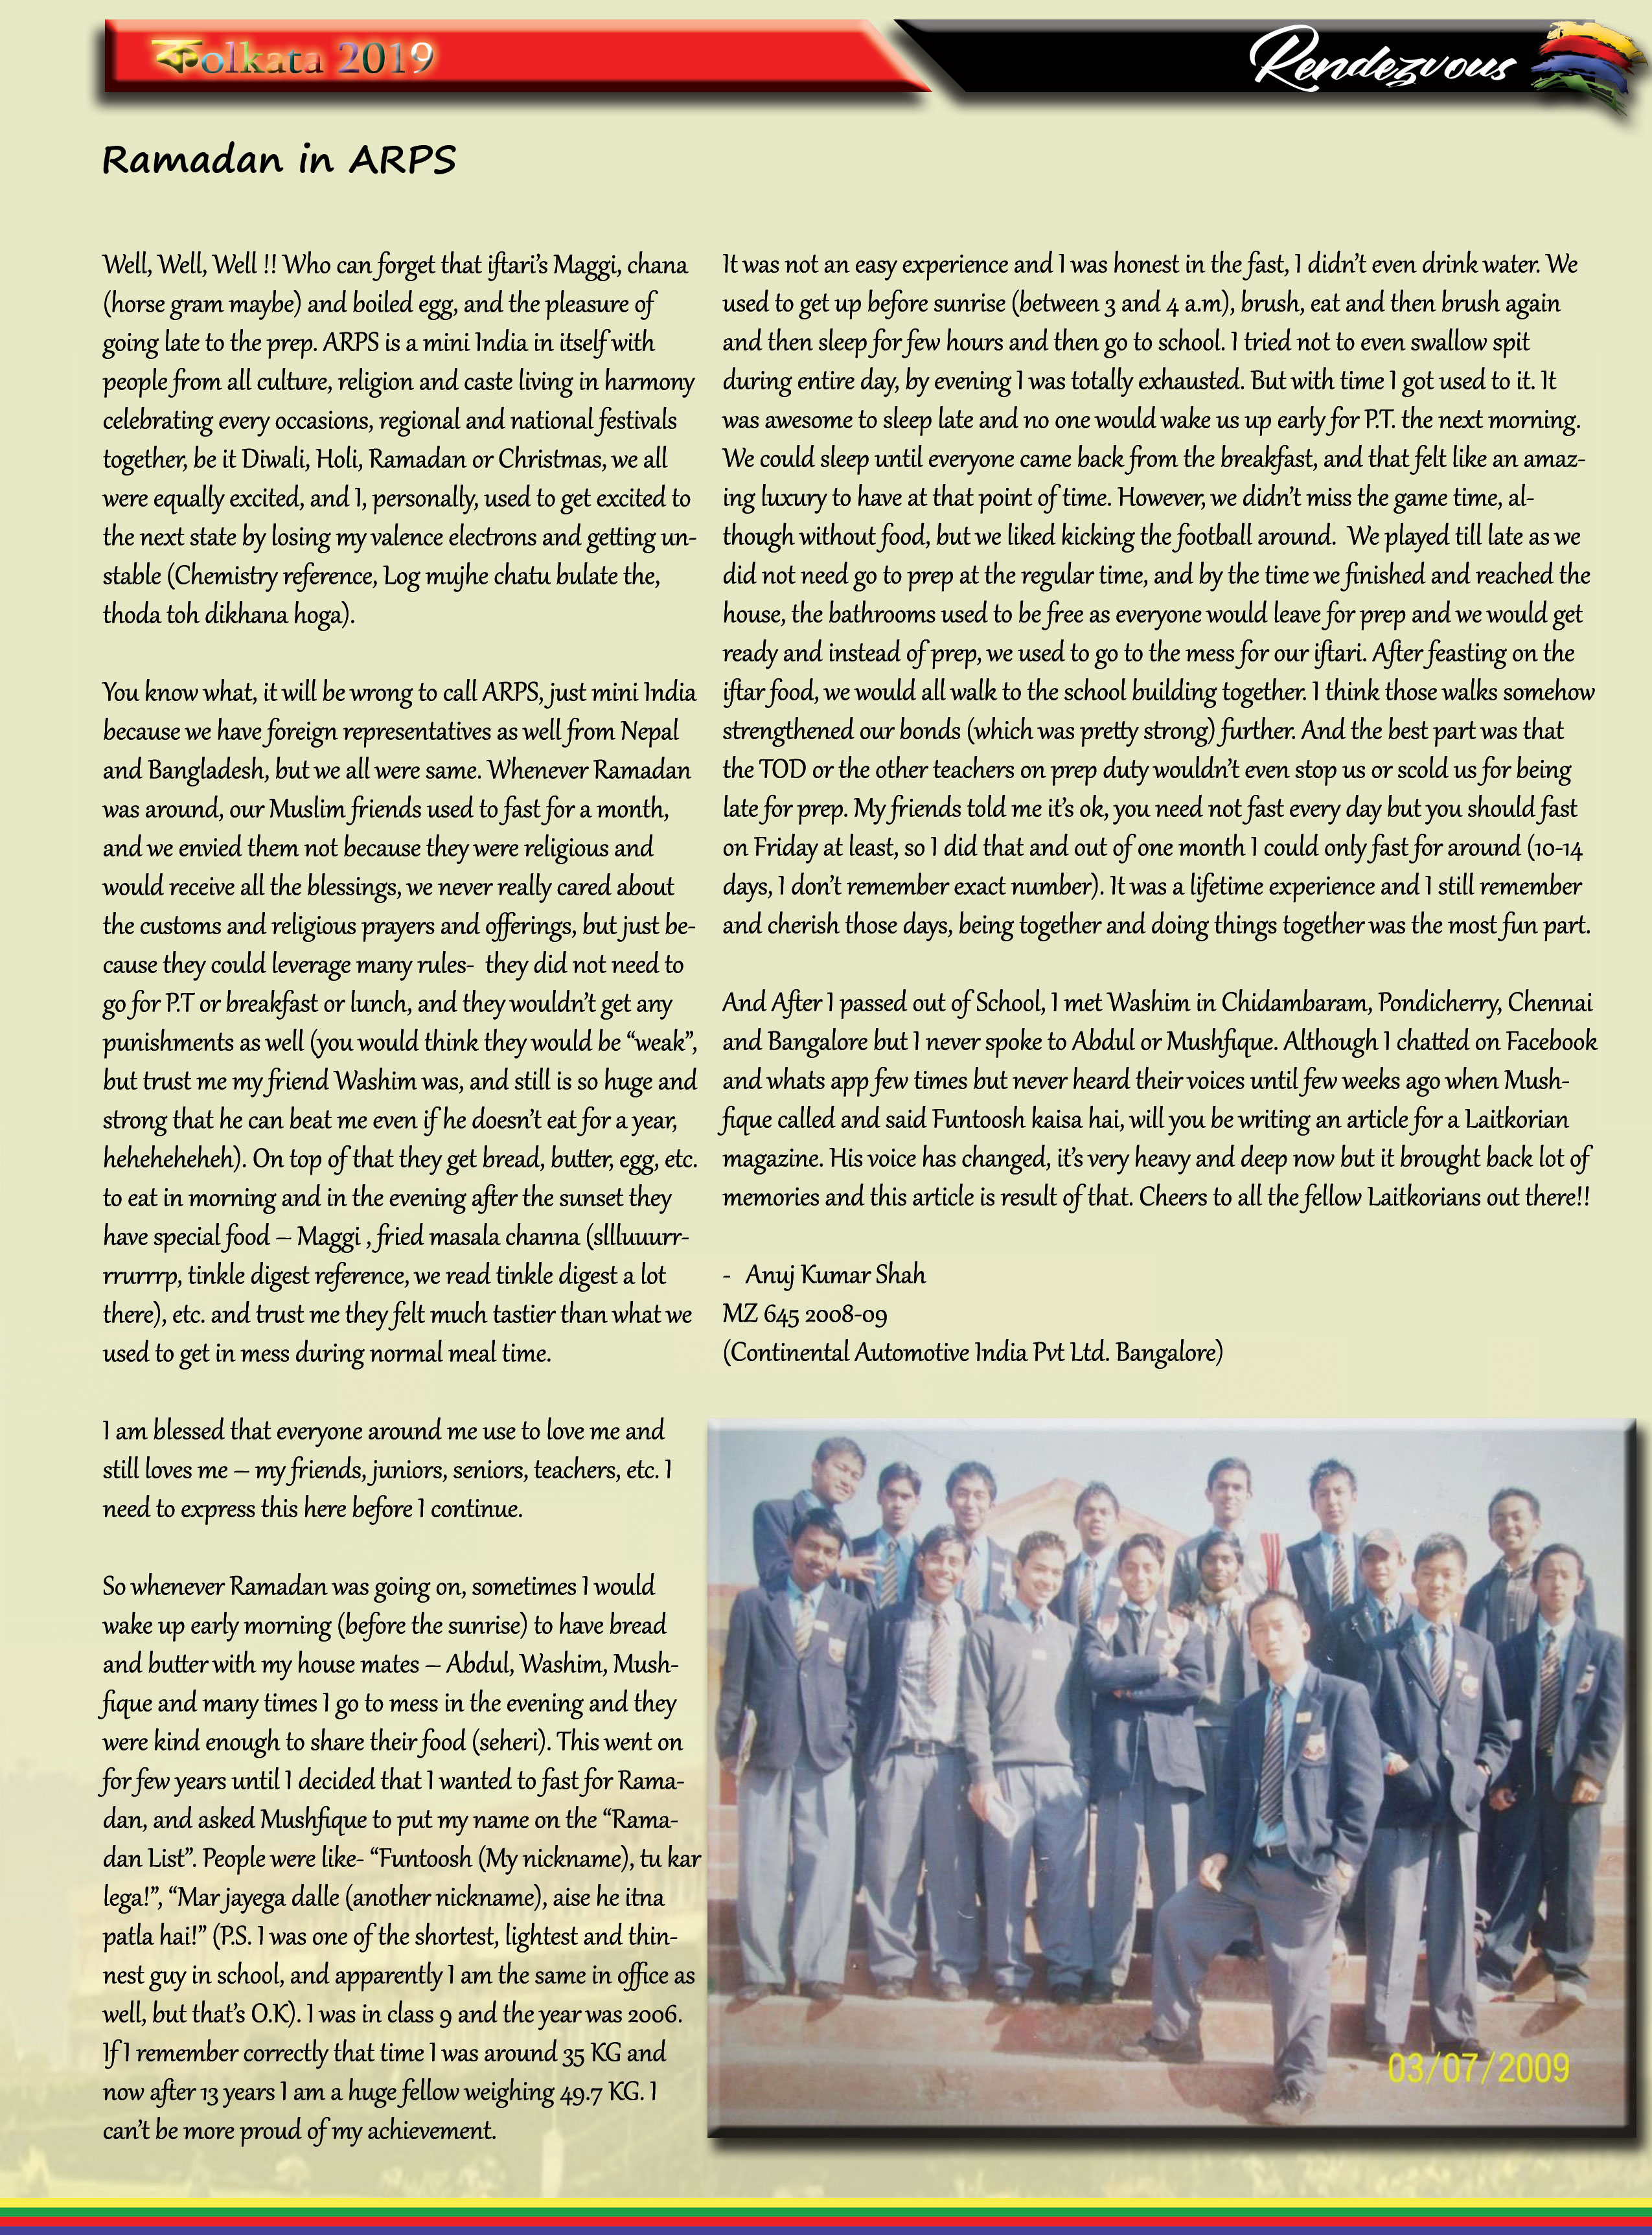 কolkata 2019
Rendezvous
Ramadan in ARPS
Well, Well, Well !! Who can forget that iftari’s Maggi, chana
(horse gram maybe) and boiled egg, and the pleasure of
going late to the prep. ARPS is a mini India in itself with
people from all culture, religion and caste living in harmony
celebrating every occasions, regional and national festivals
together, be it Diwali, Holi, Ramadan or Christmas, we all
were equally excited, and I, personally, used to get excited to
the next state by losing my valence electrons and getting un-
stable (Chemistry reference, Log mujhe chatu bulate the,
thoda toh dikhana hoga).
You know what, it will be wrong to call ARPS, just mini India
because we have foreign representatives as well from Nepal
and Bangladesh, but we all were same. Whenever Ramadan
was around, our Muslim friends used to fast for a month,
and we envied them not because they were religious and
would receive all the blessings, we never really cared about
the customs and religious prayers and offerings, but just be-
cause they could leverage many rules- they did not need to
go for P.T or breakfast or lunch, and they wouldn’t get any
punishments as well (you would think they would be “weak”,
but trust me my friend Washim was, and still is so huge and
strong that he can beat me even if he doesn’t eat for a year,
heheheheheh). On top of that they get bread, butter, egg, etc.
to eat in morning and in the evening after the sunset they
have special food – Maggi , fried masala channa (sllluuurr-
rrurrrp, tinkle digest reference, we read tinkle digest a lot
there), etc. and trust me they felt much tastier than what we
used to get in mess during normal meal time.
I am blessed that everyone around me use to love me and
still loves me – my friends, juniors, seniors, teachers, etc. I
need to express this here before I continue.
So whenever Ramadan was going on, sometimes I would
wake up early morning (before the sunrise) to have bread
and butter with my house mates – Abdul, Washim, Mush-
fique and many times I go to mess in the evening and they
were kind enough to share their food (seheri). This went on
for few years until I decided that I wanted to fast for Rama-
dan, and asked Mushfique to put my name on the “Rama-
dan List”. People were like- “Funtoosh (My nickname), tu kar
lega!”, “Mar jayega dalle (another nickname), aise he itna
patla hai!” (P.S. I was one of the shortest, lightest and thin-
nest guy in school, and apparently I am the same in office as
well, but that’s O.K). I was in class 9 and the year was 2006.
If I remember correctly that time I was around 35 KG and
now after 13 years I am a huge fellow weighing 49.7 KG. I
can’t be more proud of my achievement.
It was not an easy experience and I was honest in the fast, I didn’t even drink water. We
used to get up before sunrise (between 3 and 4 a.m), brush, eat and then brush again
and then sleep for few hours and then go to school. I tried not to even swallow spit
during entire day, by evening I was totally exhausted. But with time I got used to it. It
was awesome to sleep late and no one would wake us up early for P.T. the next morning.
We could sleep until everyone came back from the breakfast, and that felt like an amaz-
ing luxury to have at that point of time. However, we didn’t miss the game time, al-
though without food, but we liked kicking the football around. We played till late as we
did not need go to prep at the regular time, and by the time we finished and reached the
house, the bathrooms used to be free as everyone would leave for prep and we would get
ready and instead of prep, we used to go to the mess for our iftari. After feasting on the
iftar food, we would all walk to the school building together. I think those walks somehow
strengthened our bonds (which was pretty strong) further. And the best part was that
the TOD or the other teachers on prep duty wouldn’t even stop us or scold us for being
late for prep. My friends told me it’s ok, you need not fast every day but you should fast
on Friday at least, so I did that and out of one month I could only fast for around (10-14
days, I don’t remember exact number). It was a lifetime experience and I still remember
and cherish those days, being together and doing things together was the most fun part.
And After I passed out of School, I met Washim in Chidambaram, Pondicherry, Chennai
and Bangalore but I never spoke to Abdul or Mushfique. Although I chatted on Facebook
and whats app few times but never heard their voices until few weeks ago when Mush-
fique called and said Funtoosh kaisa hai, will you be writing an article for a Laitkorian
magazine. His voice has changed, it’s very heavy and deep now but it brought back lot of
memories and this article is result of that. Cheers to all the fellow Laitkorians out there!!
- Anuj Kumar Shah
MZ 645 2008-09
(Continental Automotive India Pvt Ltd. Bangalore)
03/07/2009